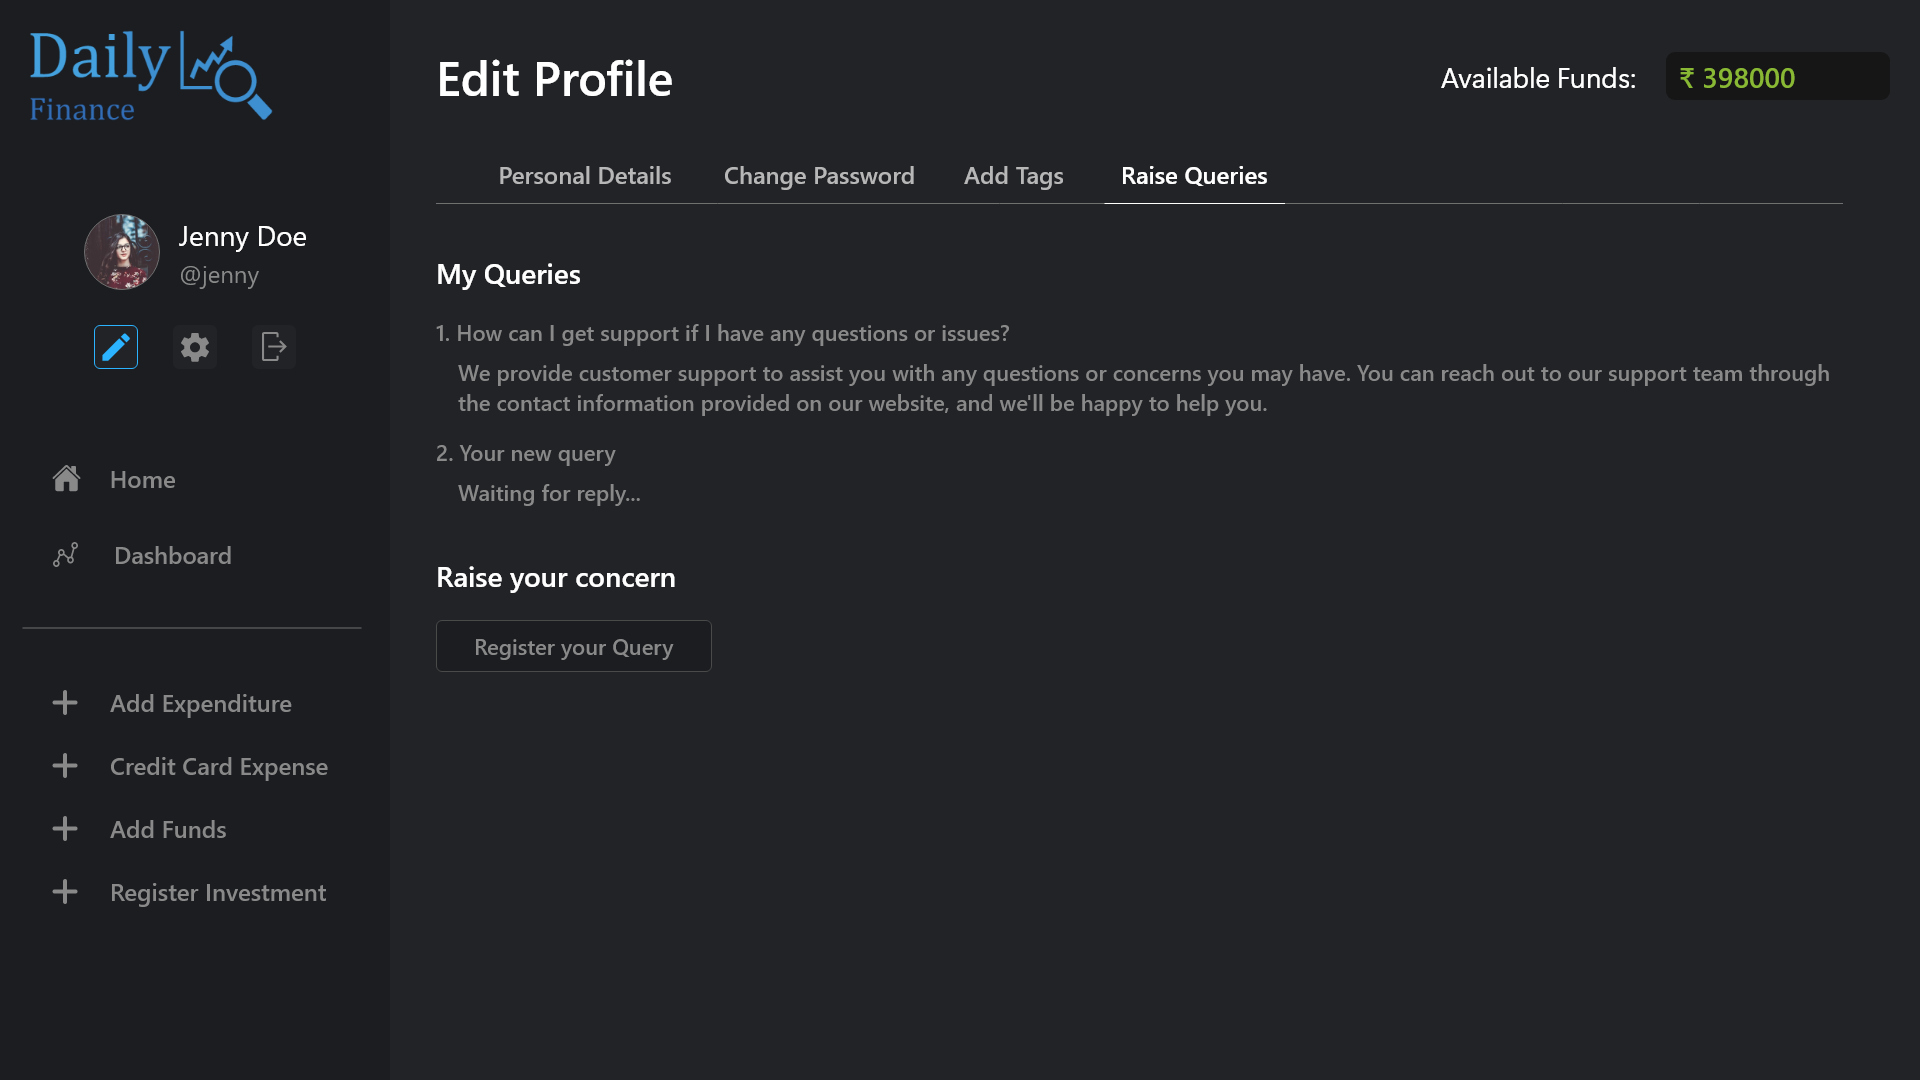 Daily
Finance
Jenny Doe
@jenny
Home
Dashboard
Add Expenditure
Credit Card Expense
Add Funds
Register Investment
Edit Profile
Available Funds:
₹ 398000
Personal Details
Change Password
Add Tags
Raise Queries
My Queries
1. How can I get support if I have any questions or issues?
We provide customer support to assist you with any questions or concerns you may have. You can reach out to our support team through
the contact information provided on our website, and we'll be happy to help you.
2. Your new query
Waiting for reply...
Raise your concern
Register your Query